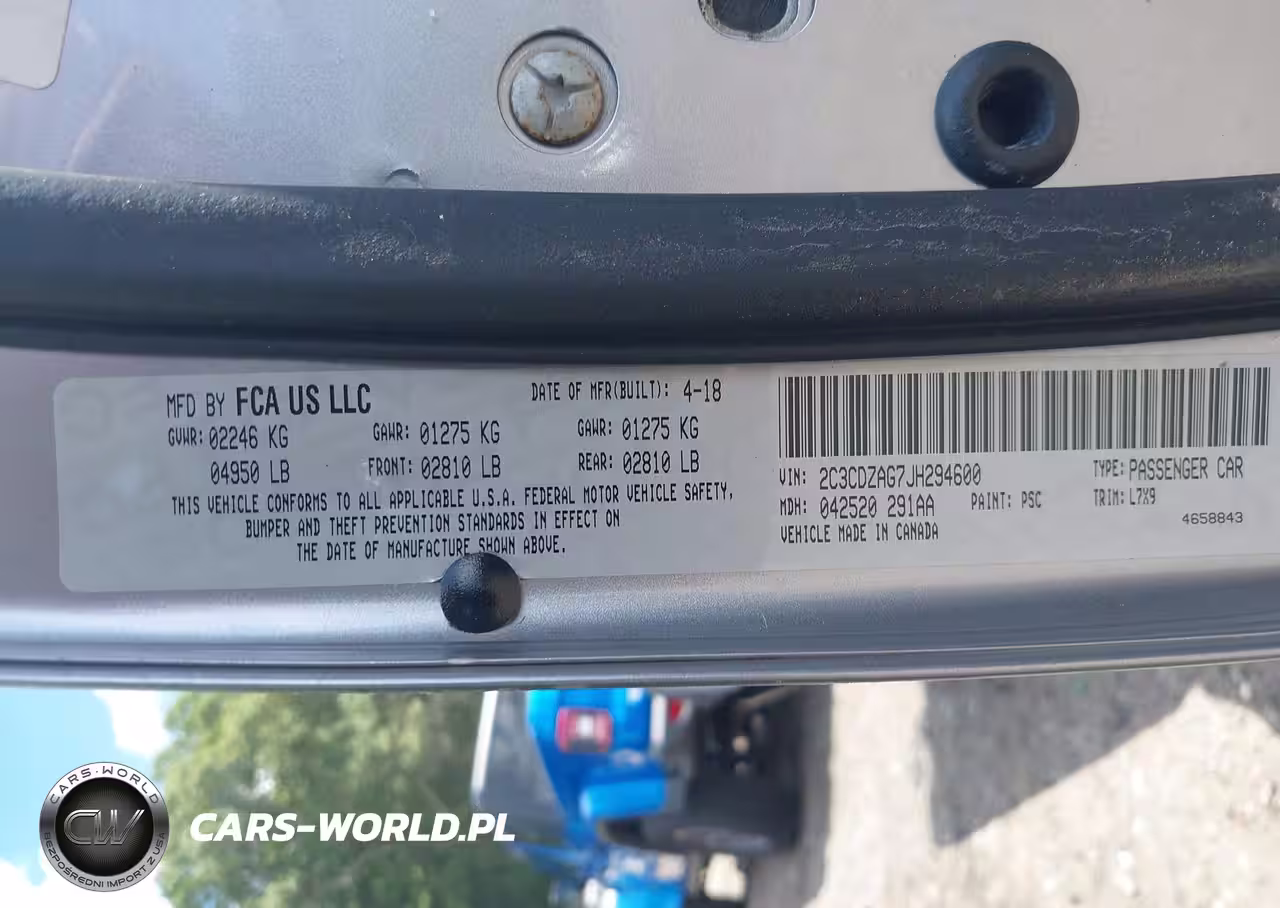 MFD BY FCA US LLC DATE OF MFR(BUILT): 4-18
GVWR: 02246 KG GAWR: 01275 KG GAWR: 01275 KG
04950 LB FRONT: 02810 LB REAR: 02810 LB
THIS VEHICLE CONFORMS TO ALL APPLICABLE U.S.A. FEDERAL MOTOR VEHICLE SAFETY,
BUMPER AND THEFT PREVENTION STANDARDS IN EFFECT ON
THE DATE OF MANUFACTURE SHOWN ABOVE.
VIN: 2C3CDZAG7JH294600 TYPE: PASSENGER CAR
MDH: 042520 291AA PAINT: PSC TRIM: L7X9
VEHICLE MADE IN CANADA 4658843
CARS-WORLD
CW
BEZPOŚREDNI IMPORT Z USA
CARS-WORLD.PL